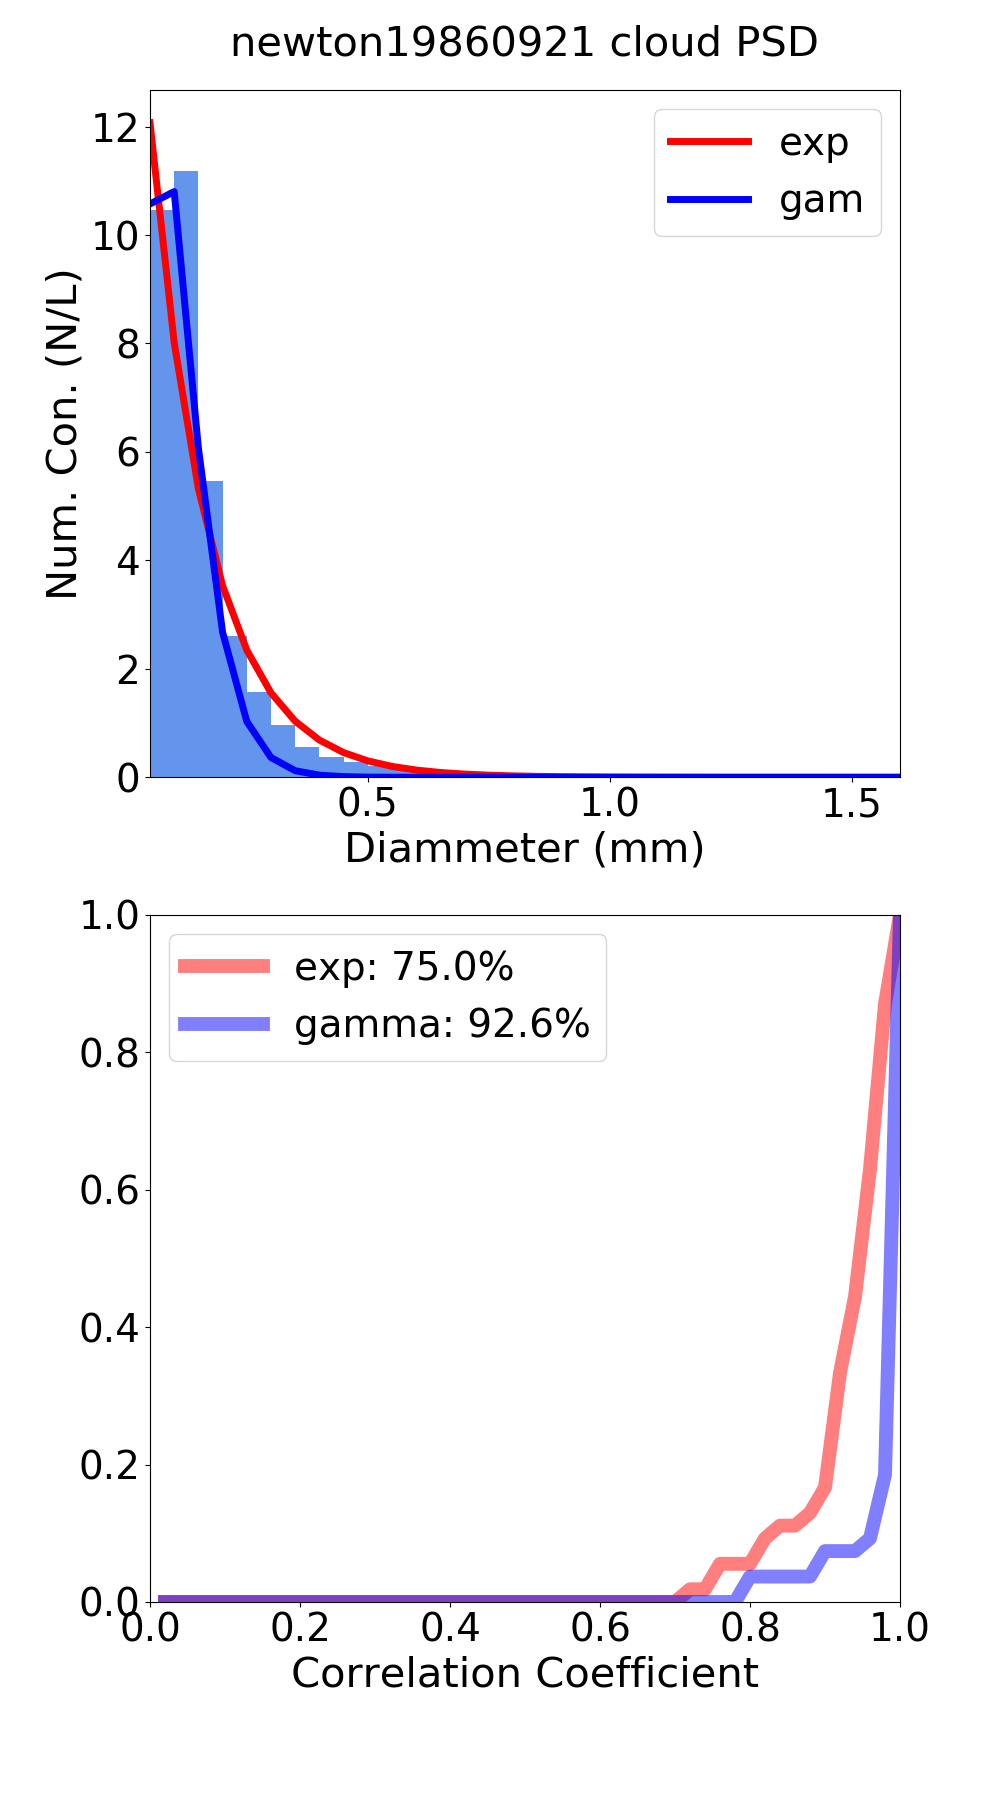 newton19860921 cloud PSD
12
10
8
6
4
2
0
Num. Con. (N/L)
exp
gam
0.5 1.0 1.5
Diammeter (mm)
1.0
0.8
0.6
0.4
0.2
0.0
exp: 75.0%
gamma: 92.6%
0.0 0.2 0.4 0.6 0.8 1.0
Correlation Coefficient